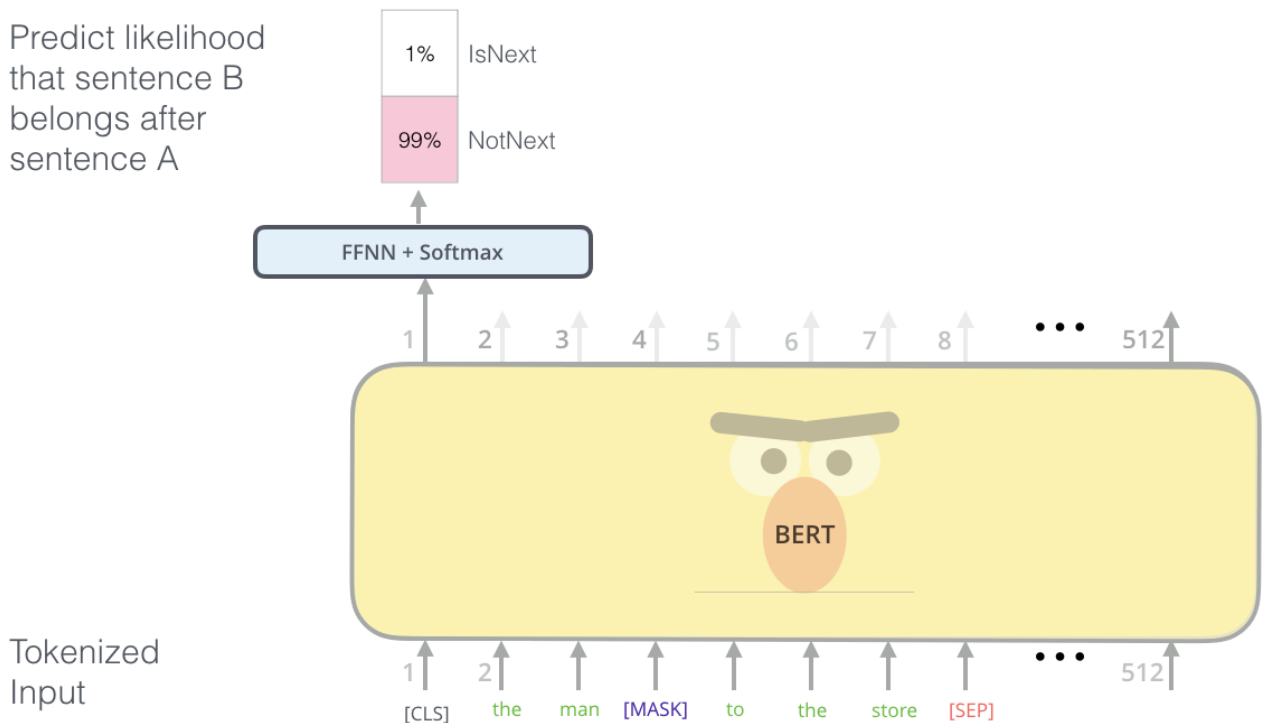 Predict likelihood
that sentence B
belongs after
sentence A
1% IsNext
99% NotNext
FFNN + Softmax
1 2 3 4 5 6 7 8 ••• 512
BERT
Tokenized
Input
1 2 ••• 512
[CLS] the man [MASK] to the store [SEP]